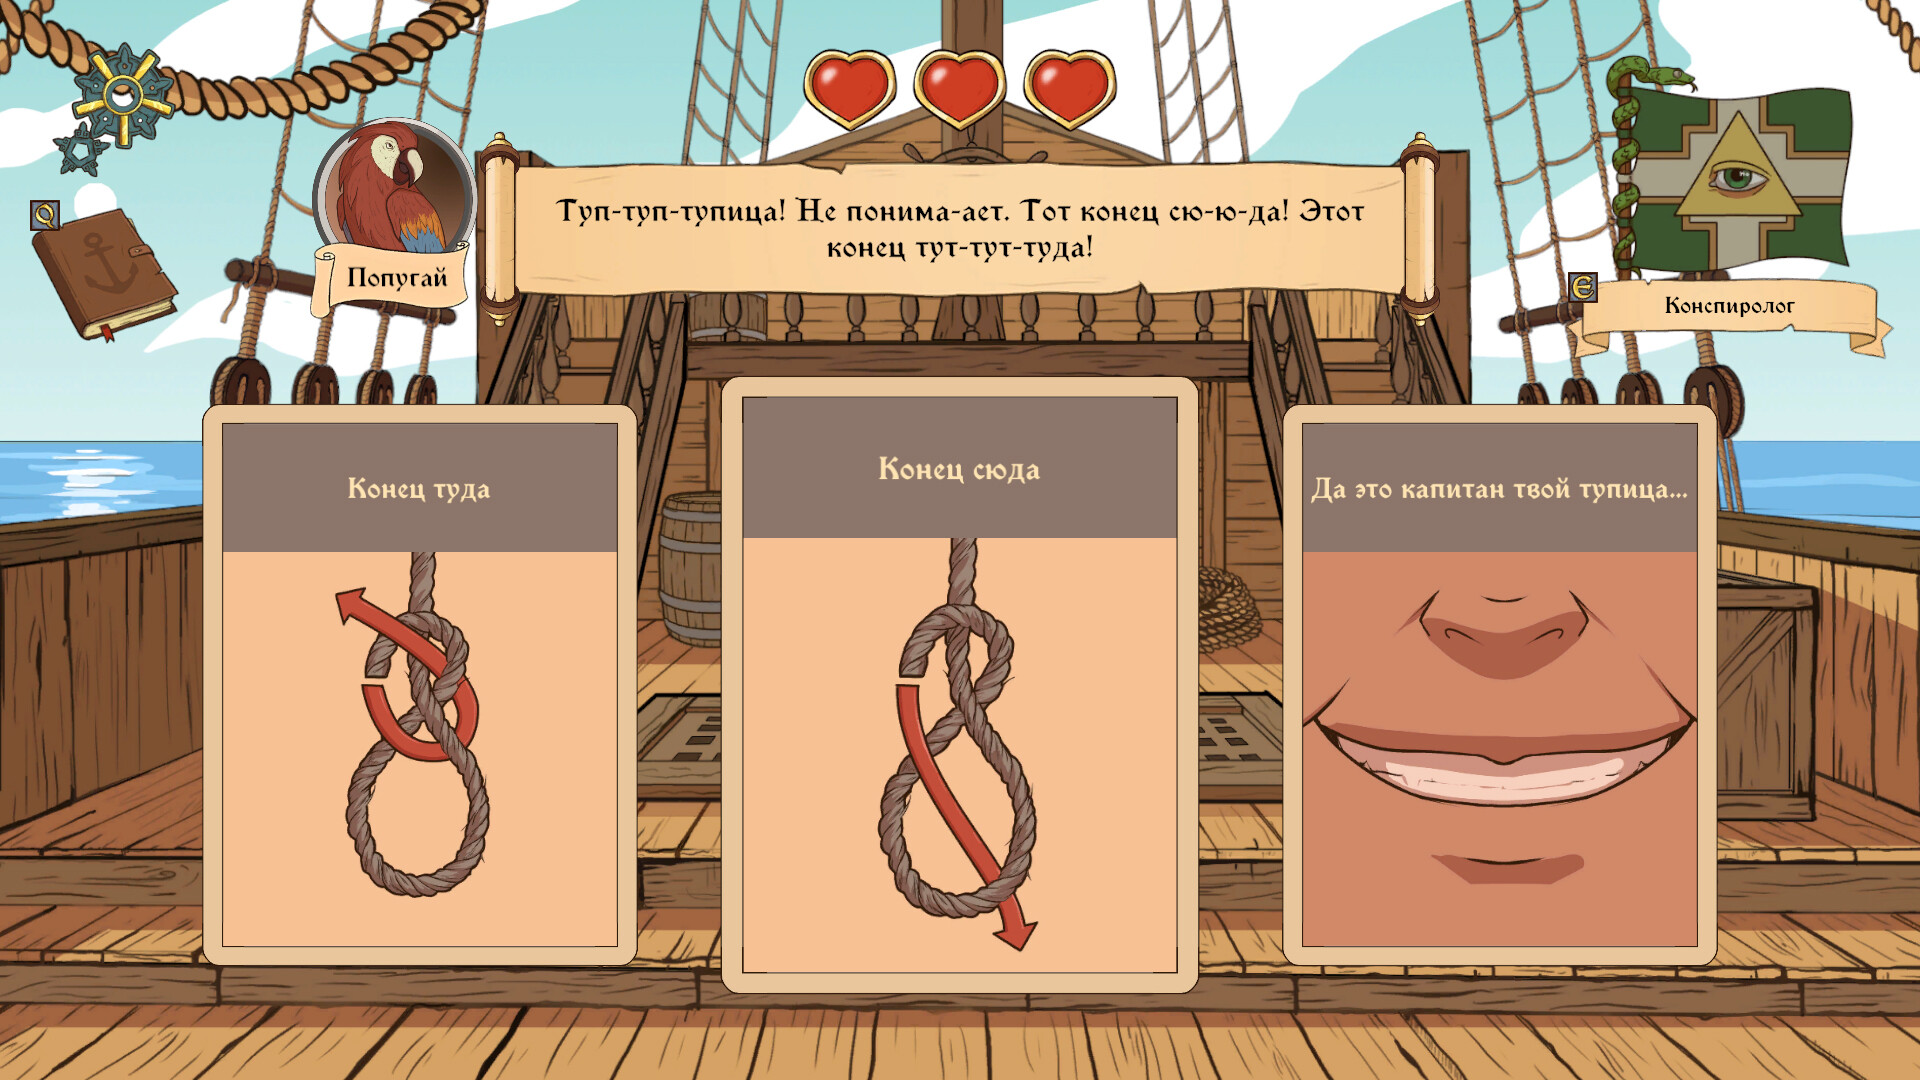 Q
Попугай
Туп-туп-тупица! Не понима-ает. Тот конец сю-ю-да! Этот
конец тут-тут-туда!
E
Конспиролог
Конец туда
Конец сюда
Да это капитан твой тупица...